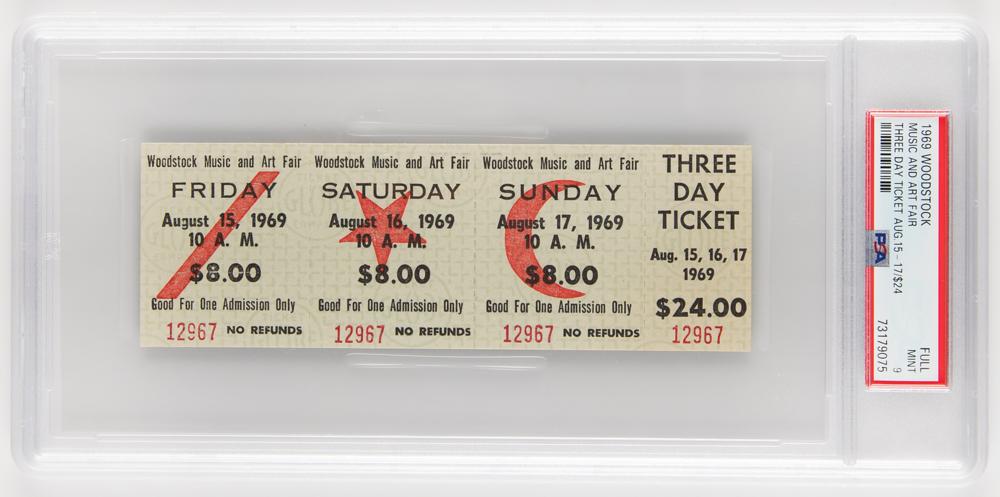 Woodstock Music and Art Fair
FRIDAY
August 15, 1969
10 A. M.
$8.00
Good For One Admission Only
12967 NO REFUNDS
Woodstock Music and Art Fair
SATURDAY
August 16, 1969
10 A. M.
$8.00
Good For One Admission Only
12967 NO REFUNDS
Woodstock Music and Art Fair
SUNDAY
August 17, 1969
10 A. M.
$8.00
Good For One Admission Only
12967 NO REFUNDS
THREE
DAY
TICKET
Aug. 15, 16, 17
1969
$24.00
12967
1969 WOODSTOCK
MUSIC AND ART FAIR
THREE DAY TICKET AUG 15 - 17/$24
FULL
MINT
9
73179075
PSA